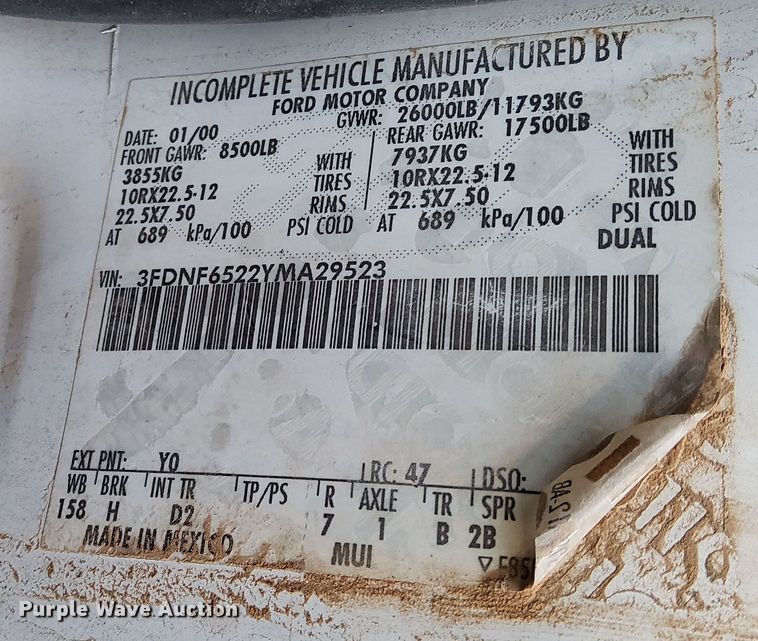 INCOMPLETE VEHICLE MANUFACTURED BY
FORD MOTOR COMPANY
DATE: 01/00 GVWR: 26000LB/11793KG
FRONT GAWR: 8500LB REAR GAWR: 17500LB
3855KG WITH 7937KG WITH
10RX22.5-12 TIRES 10RX22.5-12 TIRES
22.5X7.50 RIMS 22.5X7.50 RIMS
AT 689 kPa/100 PSI COLD AT 689 kPa/100 PSI COLD
DUAL
VIN: 3FDNF6522YMA29523
EXT PNT: YO RC: 47 DSO:
WB BRK INT TR TP/PS R AXLE TR SPR
158 H D2 7 1 B 2B
MADE IN MEXICO MUI
Purple Wave Auction